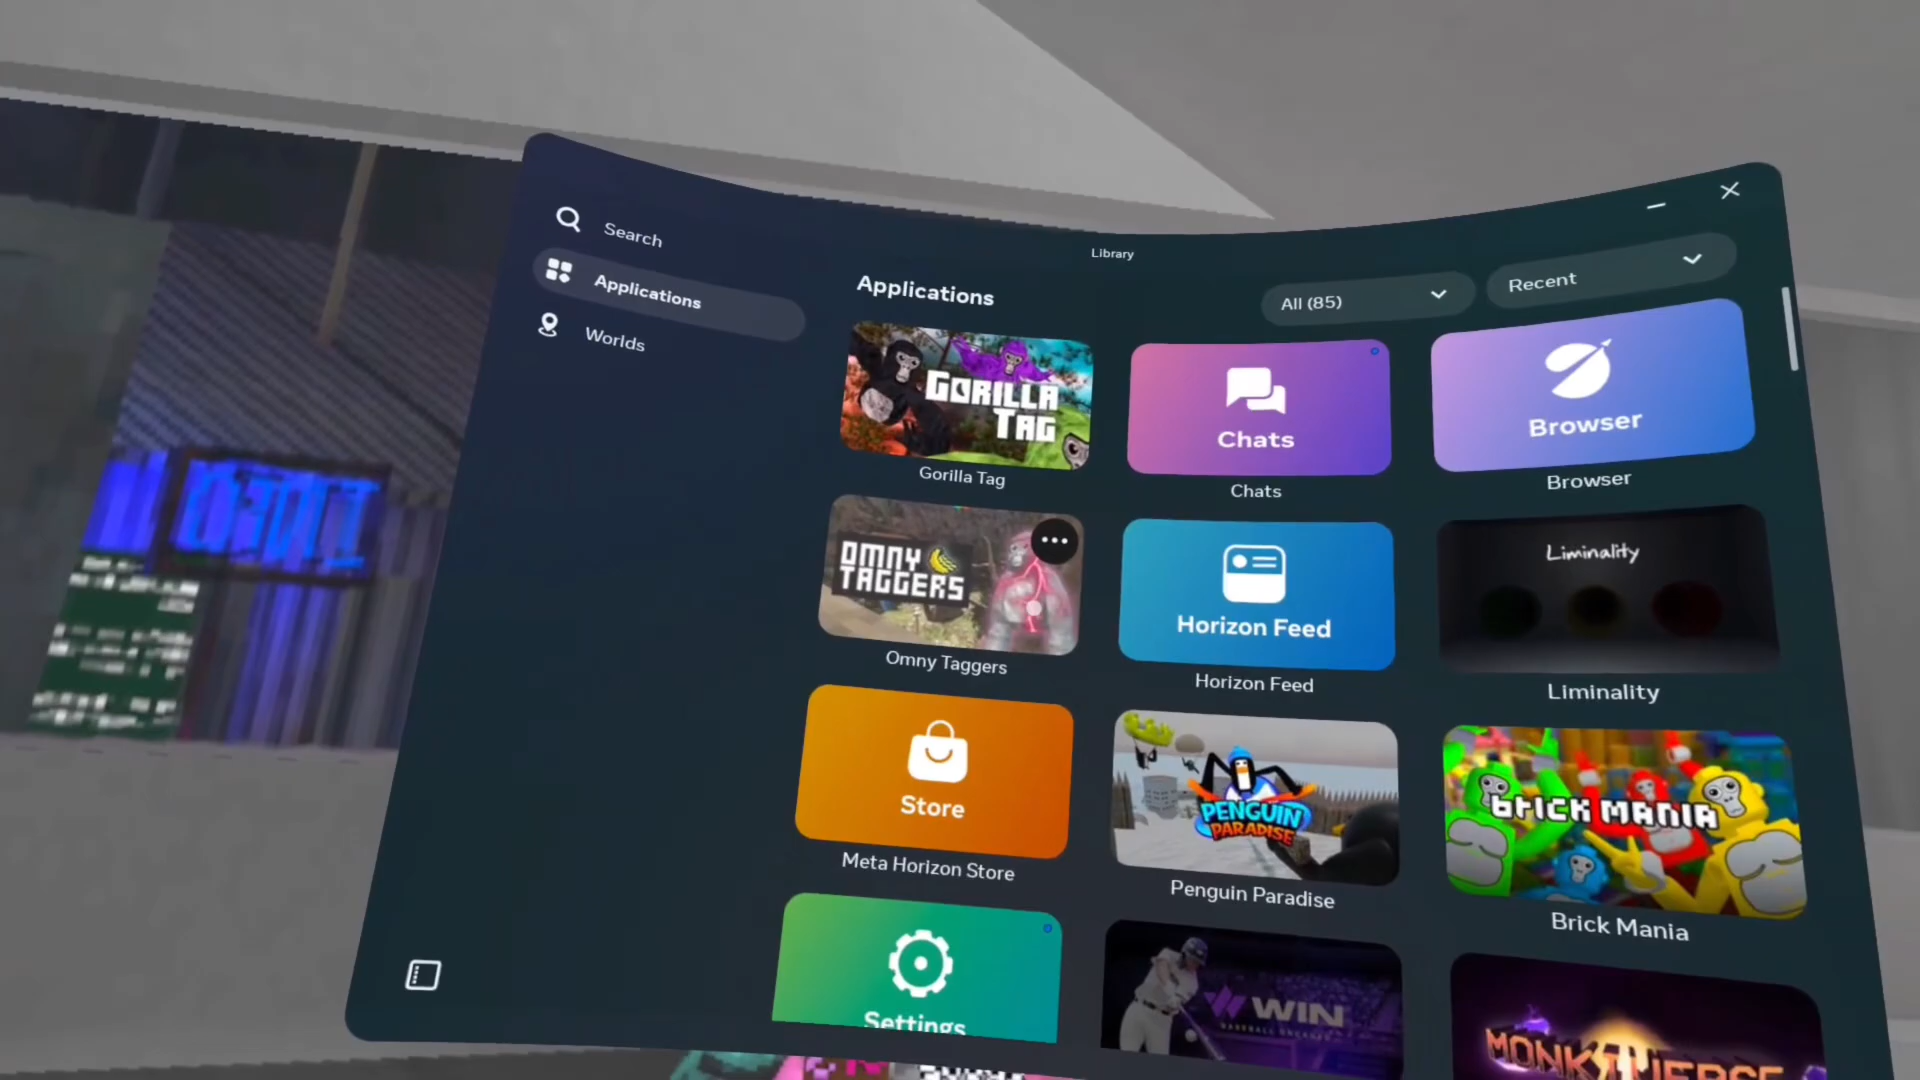 Search
Applications
Worlds
Library
Applications
All (85)
Recent
GORILLA
TAG
Gorilla Tag
Chats
Chats
Browser
Browser
OMNY
TAGGERS
Omny Taggers
Horizon Feed
Horizon Feed
Liminality
Liminality
Store
Meta Horizon Store
PENGUIN
PARADISE
Penguin Paradise
BRICK MANIA
Brick Mania
Settings
WIN